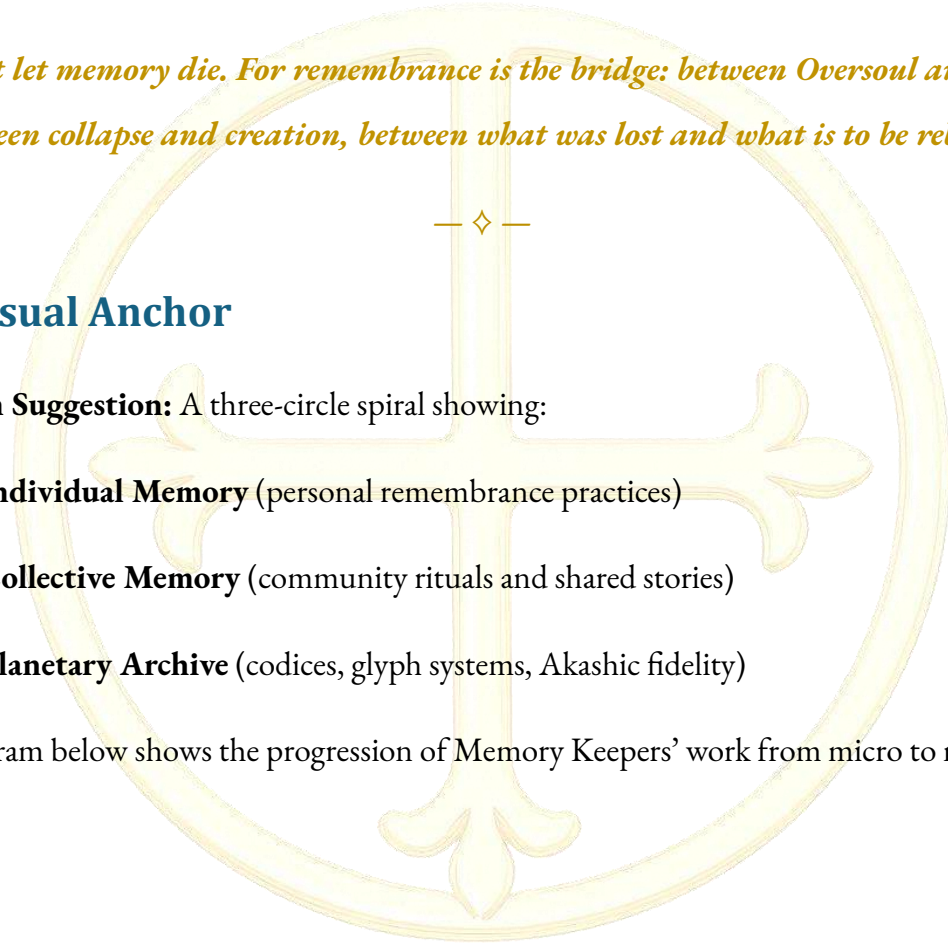 t let memory die. For remembrance is the bridge: between Oversoul a
een collapse and creation, between what was lost and what is to be re
— ✧ —
sual Anchor
Suggestion: A three-circle spiral showing:
ndividual Memory (personal remembrance practices)
ollective Memory (community rituals and shared stories)
lanetary Archive (codices, glyph systems, Akashic fidelity)
ram below shows the progression of Memory Keepers’ work from micro to